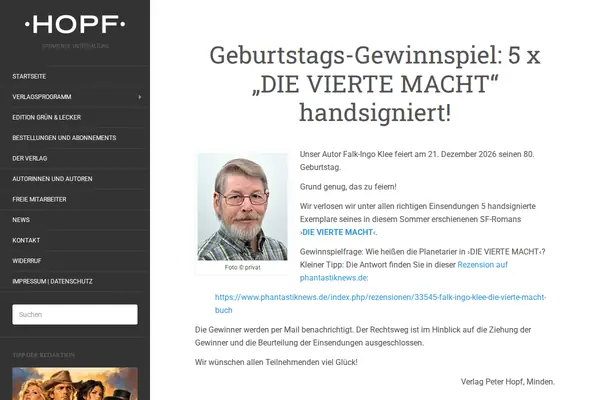 ·HOPF·
STARTSEITE
VERLAGSPROGRAMM
EDITION GRÜN & LECKER
BESTELLUNGEN UND ABONNEMENTS
DER VERLAG
AUTORINNEN UND AUTOREN
FREIE MITARBEITER
NEWS
KONTAKT
WIDERRUF
IMPRESSUM | DATENSCHUTZ
Suchen
TIPP DER REDAKTION
Geburtstags-Gewinnspiel: 5 x
„DIE VIERTE MACHT“
handsigniert!
Foto © privat
Unser Autor Falk-Ingo Klee feiert am 21. Dezember 2026 seinen 80.
Geburtstag.
Grund genug, das zu feiern!
Wir verlosen wir unter allen richtigen Einsendungen 5 handsignierte
Exemplare seines in diesem Sommer erschienenen SF-Romans
›DIE VIERTE MACHT‹.
Gewinnspielfrage: Wie heißen die Planetarier in ›DIE VIERTE MACHT‹?
Kleiner Tipp: Die Antwort finden Sie in dieser Rezension auf
phantastiknews.de:
https://www.phantastiknews.de/index.php/rezensionen/33545-falk-ingo-klee-die-vierte-macht-
buch
Die Gewinner werden per Mail benachrichtigt. Der Rechtsweg ist im Hinblick auf die Ziehung der
Gewinner und die Beurteilung der Einsendungen ausgeschlossen.
Wir wünschen allen Teilnehmenden viel Glück!
Verlag Peter Hopf, Minden.